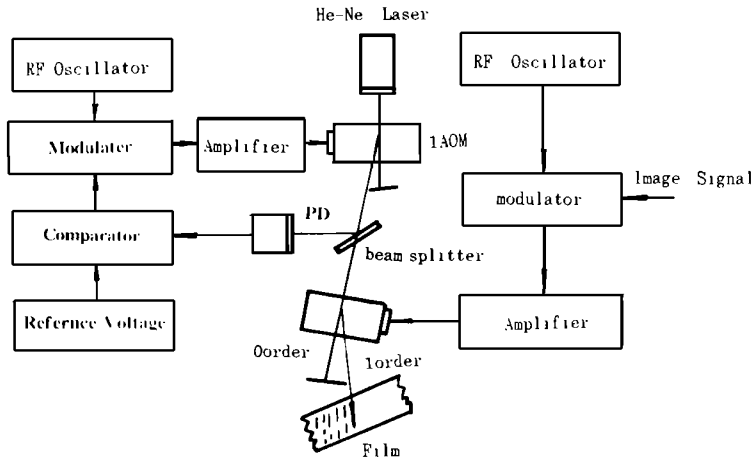 He-Ne Laser
RF Oscillator
RF Oscillator
Modulater
Amplifier
1AOM
Image Signal
modulator
PD
Comparator
beam splitter
Refernce Voltage
Amplifier
0order
1order
Film